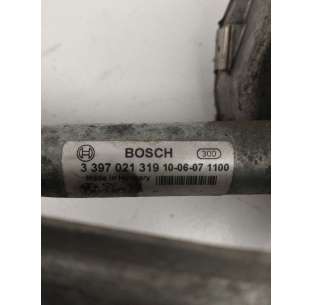 BOSCH 300
3 397 021 319 10-06-07 1100
Made in Hungary